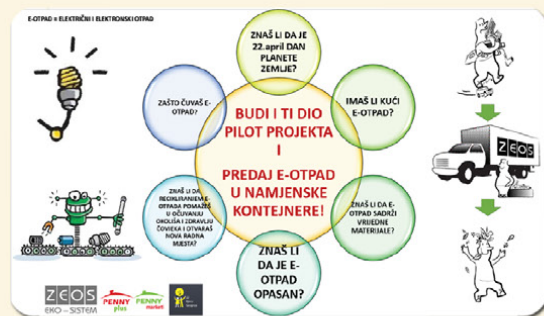 E-OTPAD = ELEKTRIČNI I ELEKTRONSKI OTPAD
ZNAŠ LI DA JE
22.april DAN
PLANETE
ZEMLJE?
ZAŠTO ČUVAŠ E-
OTPAD?
IMAŠ LI KUĆI
E-OTPAD?
BUDI I TI DIO
PILOT PROJEKTA
I
PREDAJ E-OTPAD
U NAMJENSKE
KONTEJNERE!
ZEOS
ZNAŠ LI DA
RECIKLIRANJEM E-
OTPADA POMAŽEŠ
U OČUVANJU
OKOLIŠA I ZDRAVLJU
ČOVJEKA I OTVARAŠ
NOVA RADNA
MJESTA?
ZNAŠ LI DA E-
OTPAD SADRŽI
VRIJEDNE
MATERIJALE?
ZNAŠ LI
DA JE E-
OTPAD
OPASAN?
ZEOS
EKO – SISTEM
PENNY
plus
PENNY
market